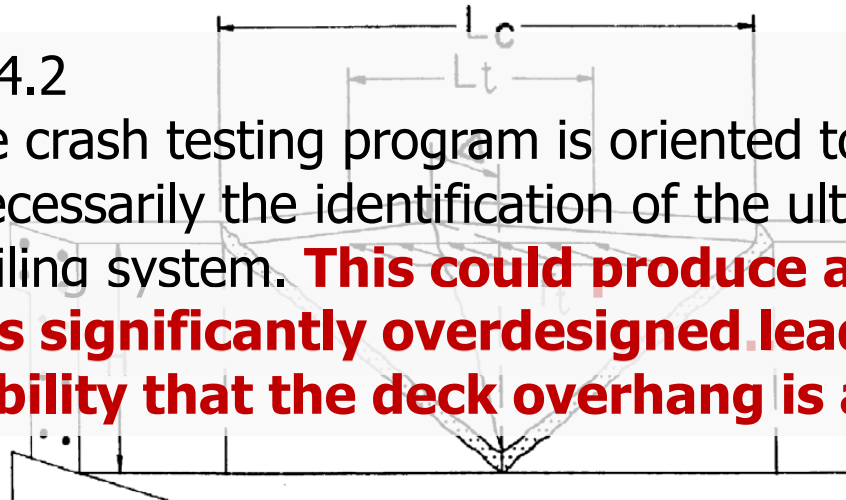 Lc
4.2
Lt
e crash testing program is oriented to
ecessarily the identification of the ult
iling system. This could produce a
s significantly overdesigned.lead
bility that the deck overhang is a